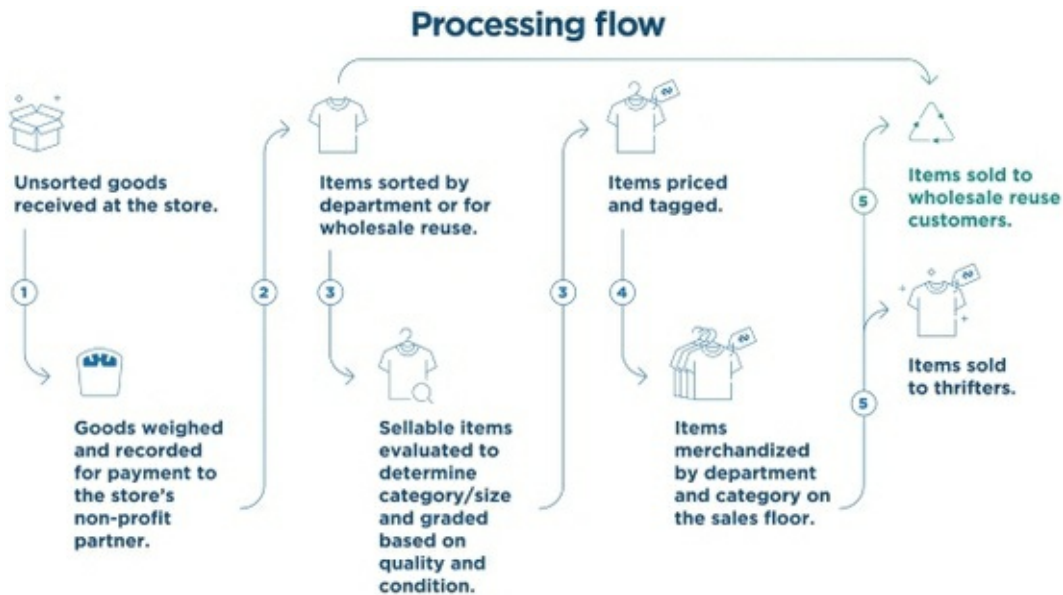 Processing flow
Unsorted goods
received at the store.
1
Goods weighed
and recorded
for payment to
the store's
non-profit
partner.
2
Items sorted by
department or for
wholesale reuse.
3
Sellable items
evaluated to
determine
category/size
and graded
based on
quality and
condition.
3
Items priced
and tagged.
4
Items
merchandized
by department
and category on
the sales floor.
5
Items sold to
wholesale reuse
customers.
5
Items sold
to thrifters.